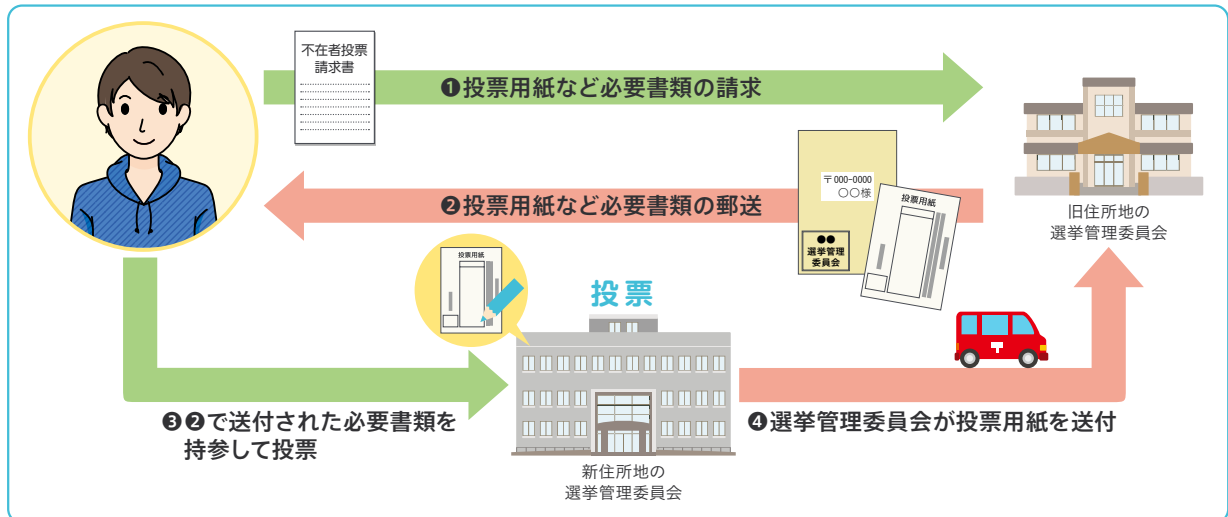 不在者投票
請求書
❶投票用紙など必要書類の請求
〒000-0000
○○様
投票用紙
●●
選挙管理
委員会
❷投票用紙など必要書類の郵送
旧住所地の
選挙管理委員会
投票用紙
投票
〒
❸❷で送付された必要書類を
持参して投票
新住所地の
選挙管理委員会
❹選挙管理委員会が投票用紙を送付